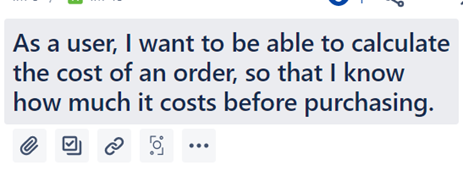 As a user, I want to be able to calculate
the cost of an order, so that I know
how much it costs before purchasing.